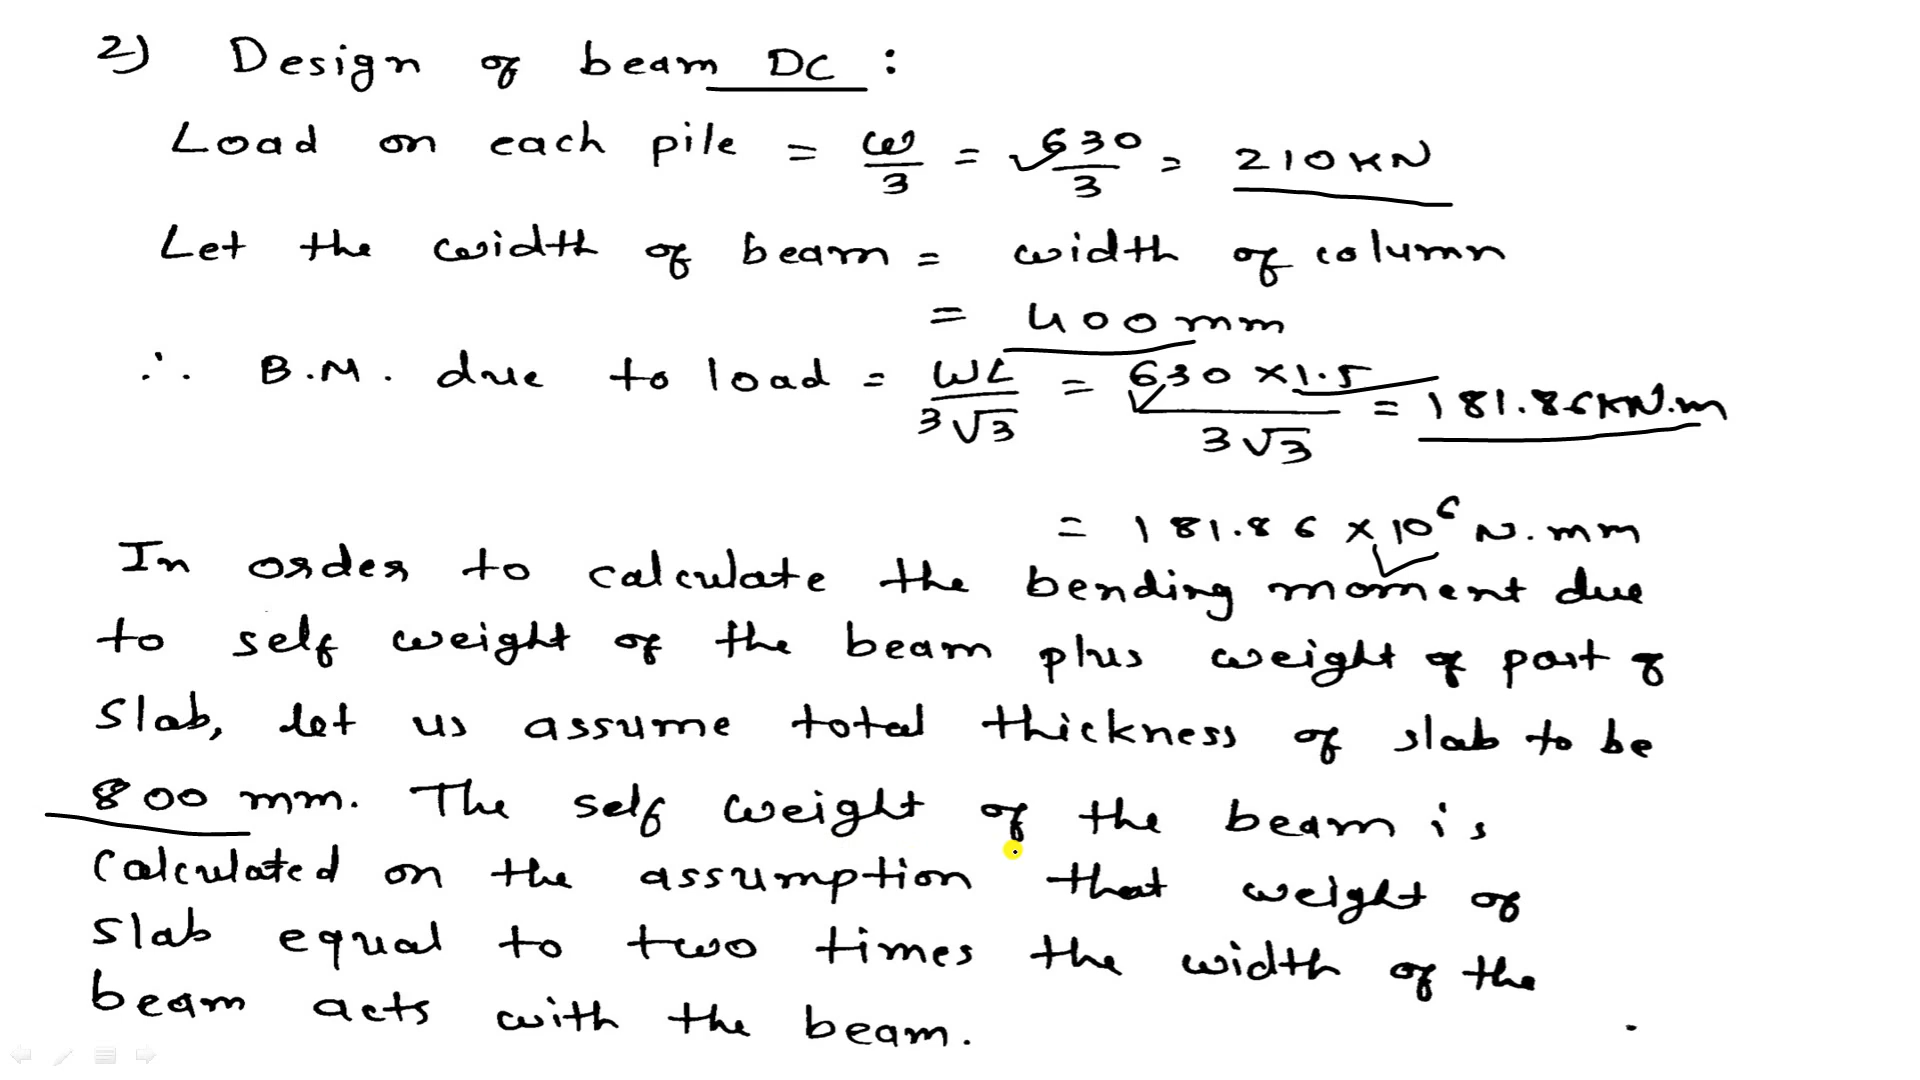 2) Design of beam DC :
Load on each pile = W/3 = 630/3 = 210 KN
Let the width of beam = width of column
= 400 mm
∴ B.M. due to load = WL/3√3 = 630 × 1.5/3√3 = 181.86 KN.m
= 181.86 × 10⁶ N.mm
In order to calculate the bending moment due
to self weight of the beam plus weight of part of
slab, let us assume total thickness of slab to be
800 mm. The self weight of the beam is
calculated on the assumption that weight of
slab equal to two times the width of the
beam acts with the beam.